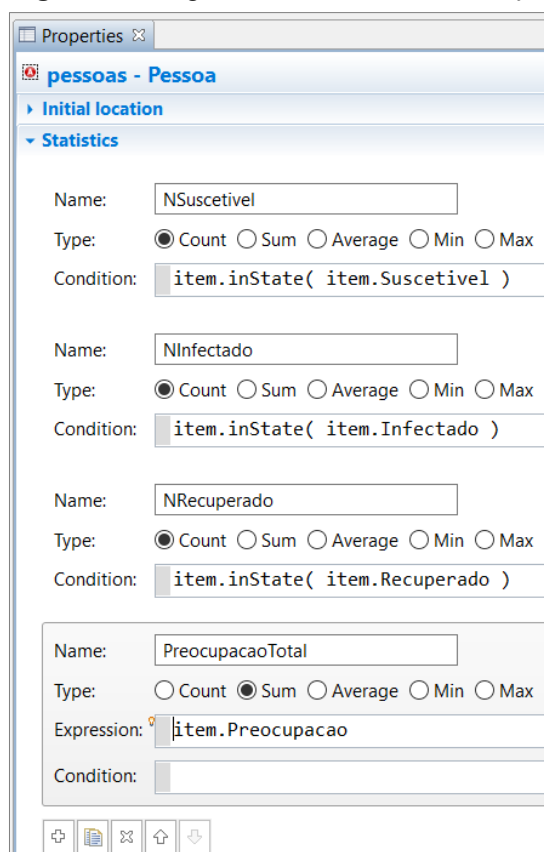 Properties
pessoas - Pessoa
Initial location
Statistics
Name: NSuscetivel
Type: Count Sum Average Min Max
Condition: item.inState( item.Suscetivel )
Name: NInfectado
Type: Count Sum Average Min Max
Condition: item.inState( item.Infectado )
Name: NRecuperado
Type: Count Sum Average Min Max
Condition: item.inState( item.Recuperado )
Name: PreocupacaoTotal
Type: Count Sum Average Min Max
Expression: item.Preocupacao
Condition: